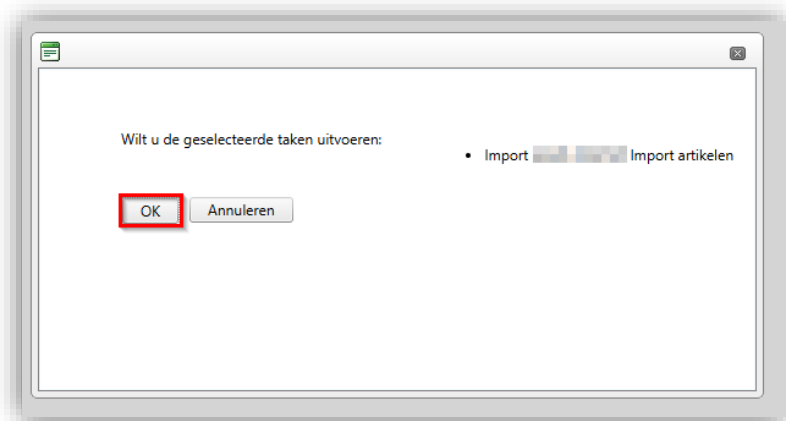 Wilt u de geselecteerde taken uitvoeren:
• Import Import artikelen
OK Annuleren